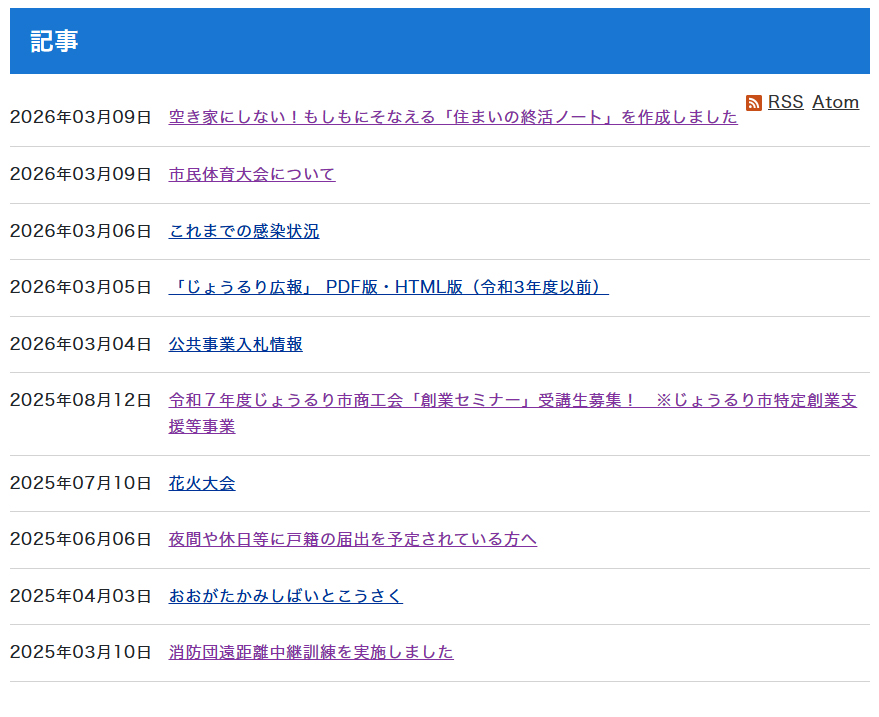 記事
RSS Atom
2026年03月09日 空き家にしない！もしもにそなえる「住まいの終活ノート」を作成しました
2026年03月09日 市民体育大会について
2026年03月06日 これまでの感染状況
2026年03月05日 「じょうるり広報」 PDF版・HTML版（令和3年度以前）
2026年03月04日 公共事業入札情報
2025年08月12日 令和７年度じょうるり市商工会「創業セミナー」受講生募集！　※じょうるり市特定創業支
援等事業
2025年07月10日 花火大会
2025年06月06日 夜間や休日等に戸籍の届出を予定されている方へ
2025年04月03日 おおがたかみしばいとこうさく
2025年03月10日 消防団遠距離中継訓練を実施しました